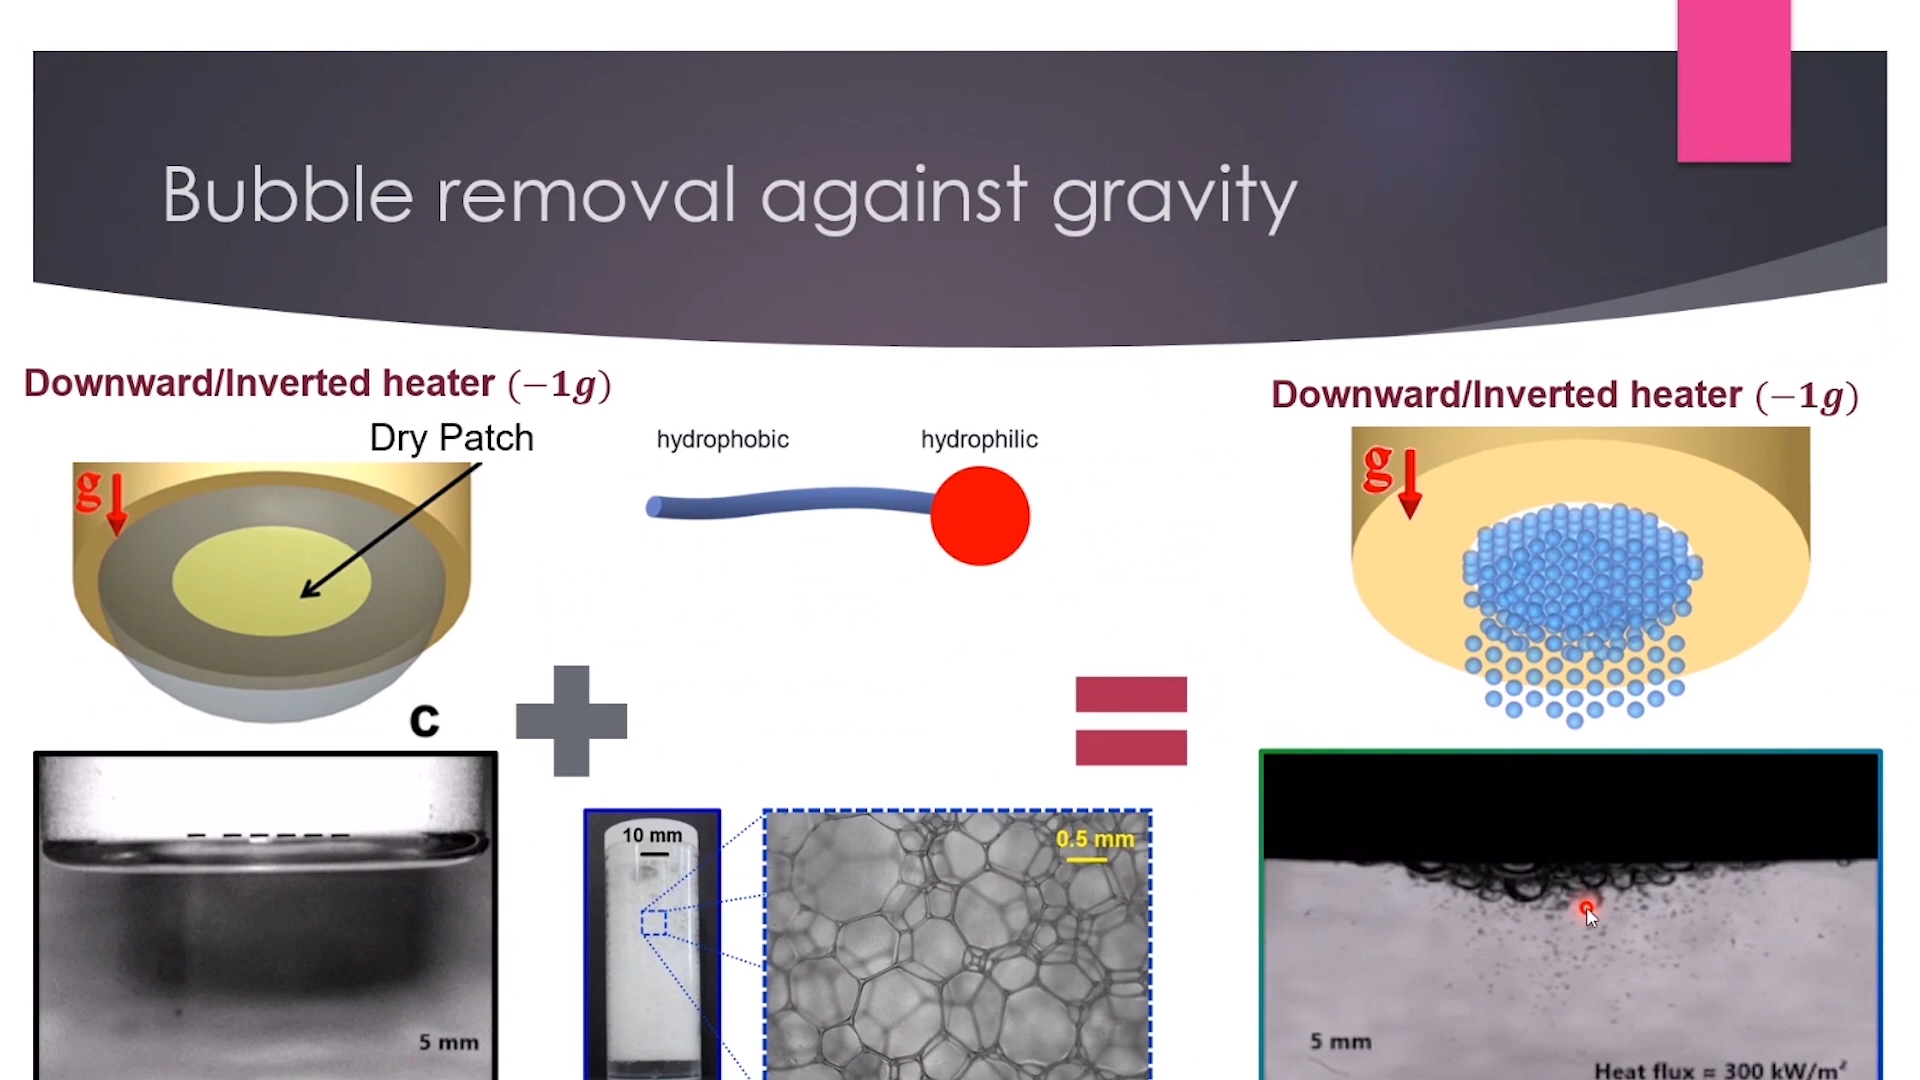 Bubble removal against gravity
Downward/Inverted heater (−1g)
Dry Patch
g
C
5 mm
hydrophobic hydrophilic
10 mm
0.5 mm
Downward/Inverted heater (−1g)
g
5 mm
Heat flux = 300 kW/m²